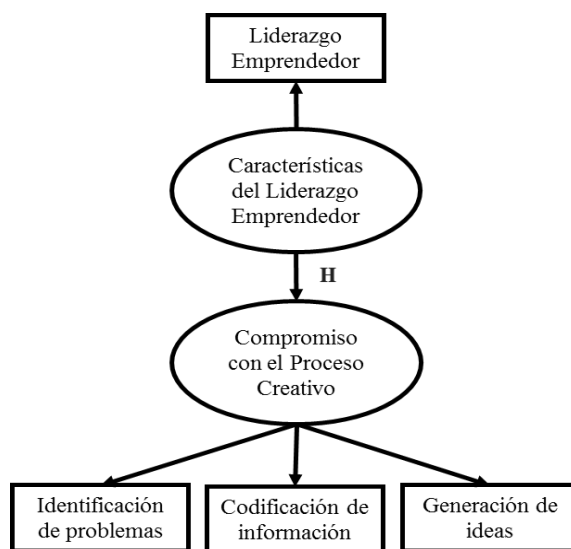 Liderazgo
Emprendedor
Características
del Liderazgo
Emprendedor
H
Compromiso
con el Proceso
Creativo
Identificación
de problemas
Codificación de
información
Generación de
ideas